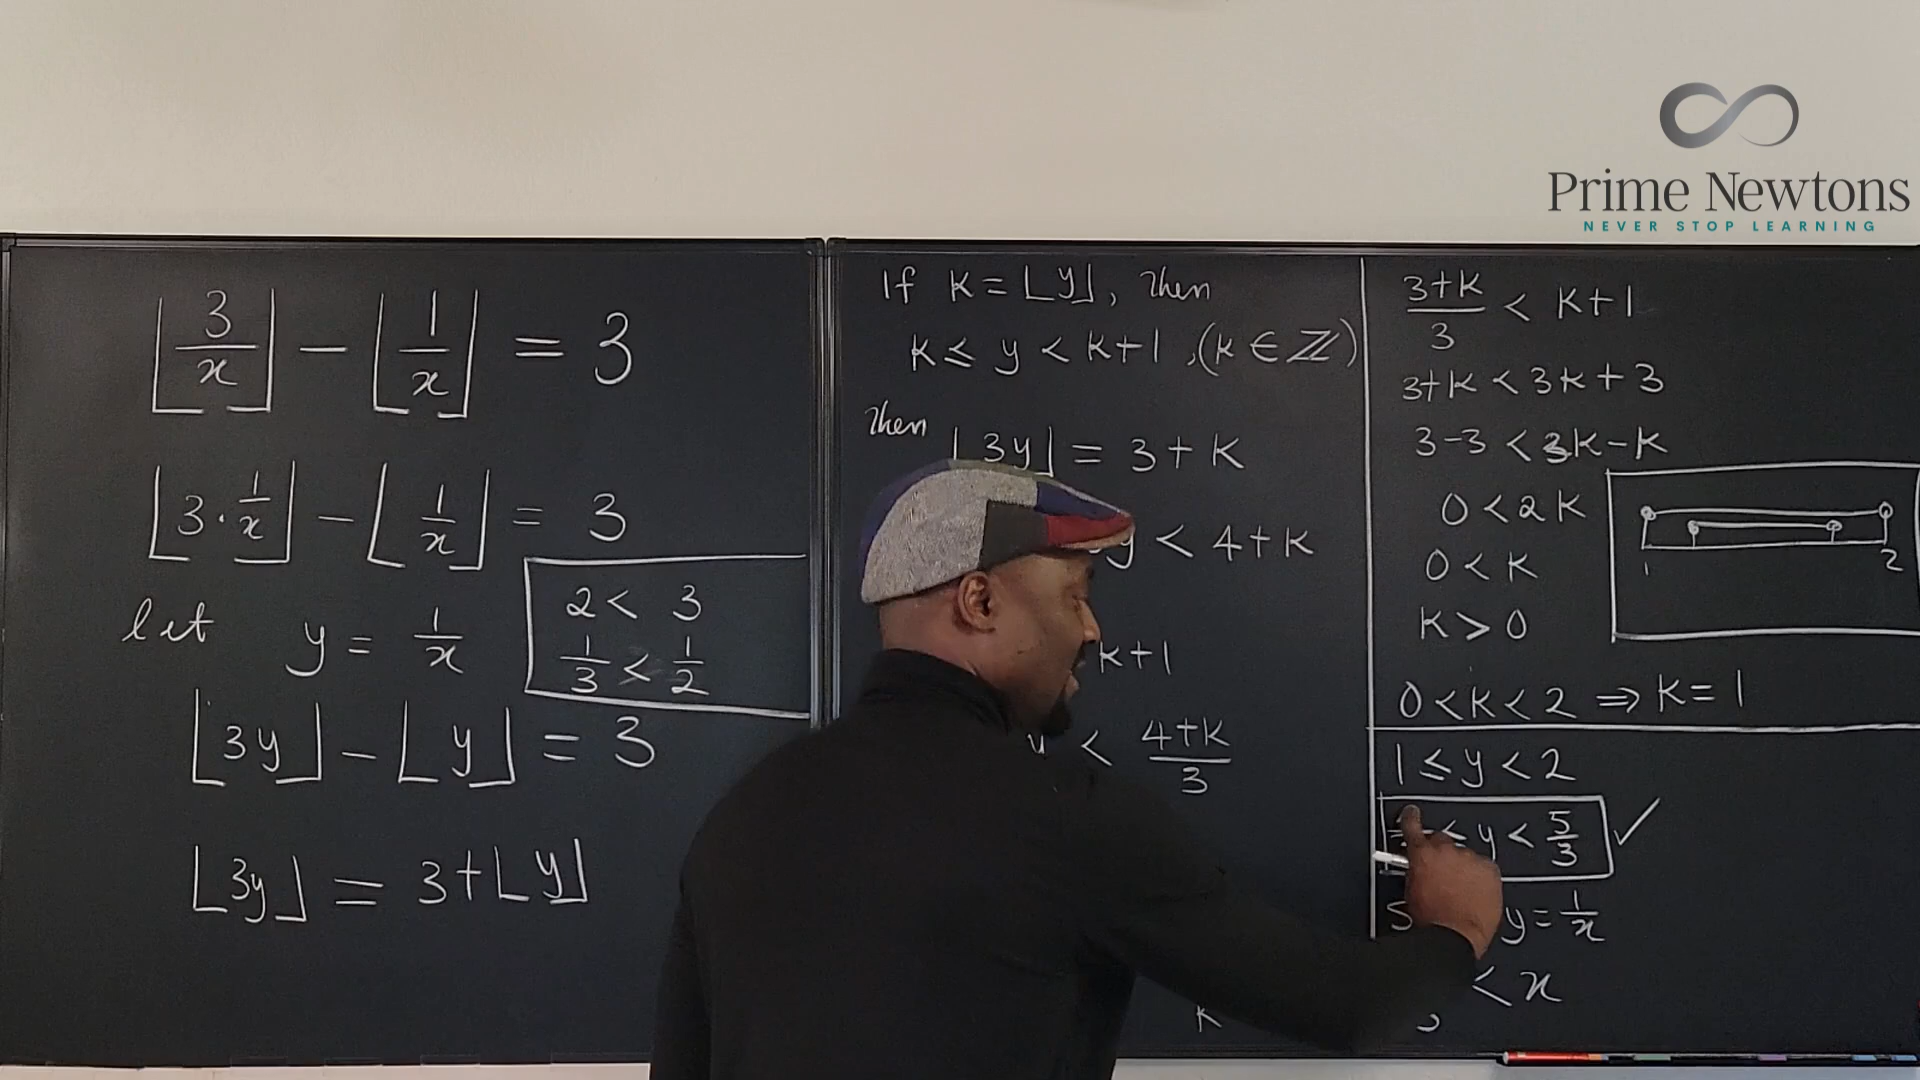 Prime Newtons
NEVER STOP LEARNING
⌊3/x⌋ − ⌊1/x⌋ = 3
⌊3·1/x⌋ − ⌊1/x⌋ = 3
let y = 1/x
2 < 3
1/3 < 1/2
⌊3y⌋ − ⌊y⌋ = 3
⌊3y⌋ = 3+⌊y⌋
If k = ⌊y⌋, then
k ≤ y < k+1, (k ∈ ℤ)
Then ⌊3y⌋ = 3+k
y < 4+k
k+1
y < (4+k)/3
k
(3+k)/3 < k+1
3+k < 3k+3
3−3 < 3k−k
0 < 2k
0 < k
k > 0
1 2
0 < k < 2 ⇒ k = 1
1 ≤ y < 2
≤ y < 5/3 ✓
y = 1/x
< x